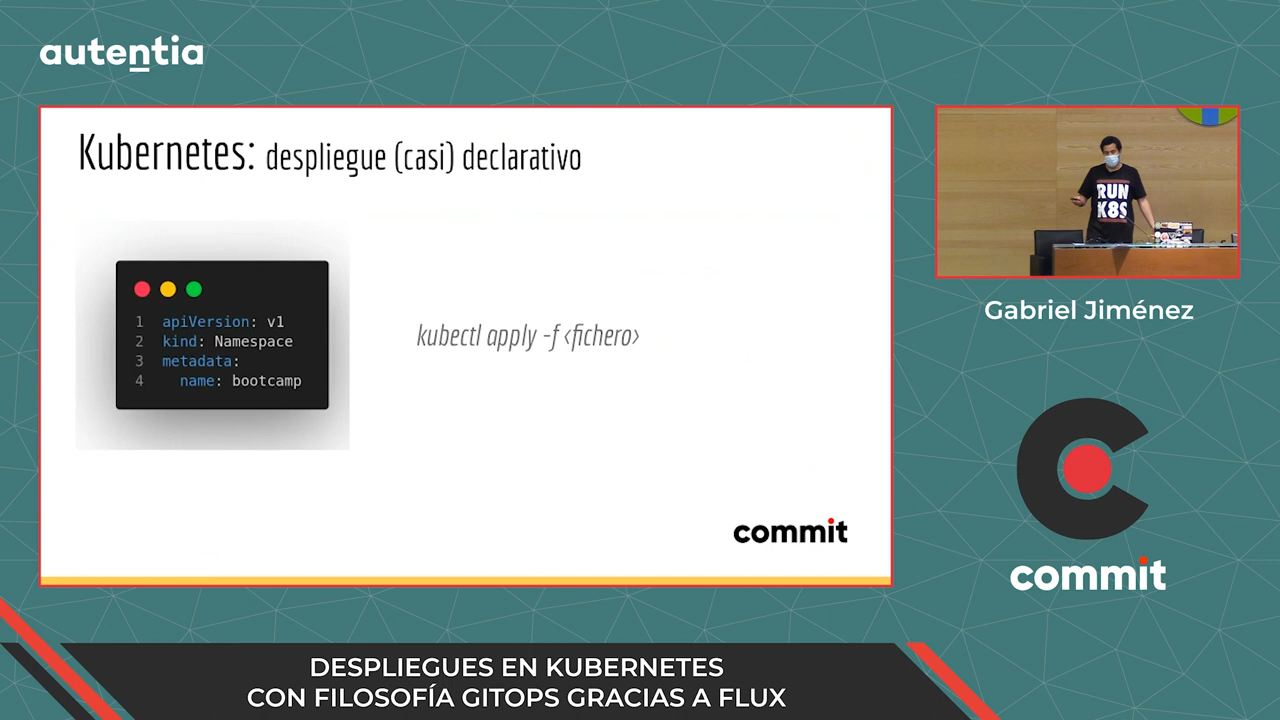 autentia
Kubernetes: despliegue (casi) declarativo
1 apiVersion: v1
2 kind: Namespace
3 metadata:
4 name: bootcamp
kubectl apply -f <fichero>
commit
RUN
K8S
Gabriel Jiménez
commit
DESPLIEGUES EN KUBERNETES
CON FILOSOFÍA GITOPS GRACIAS A FLUX